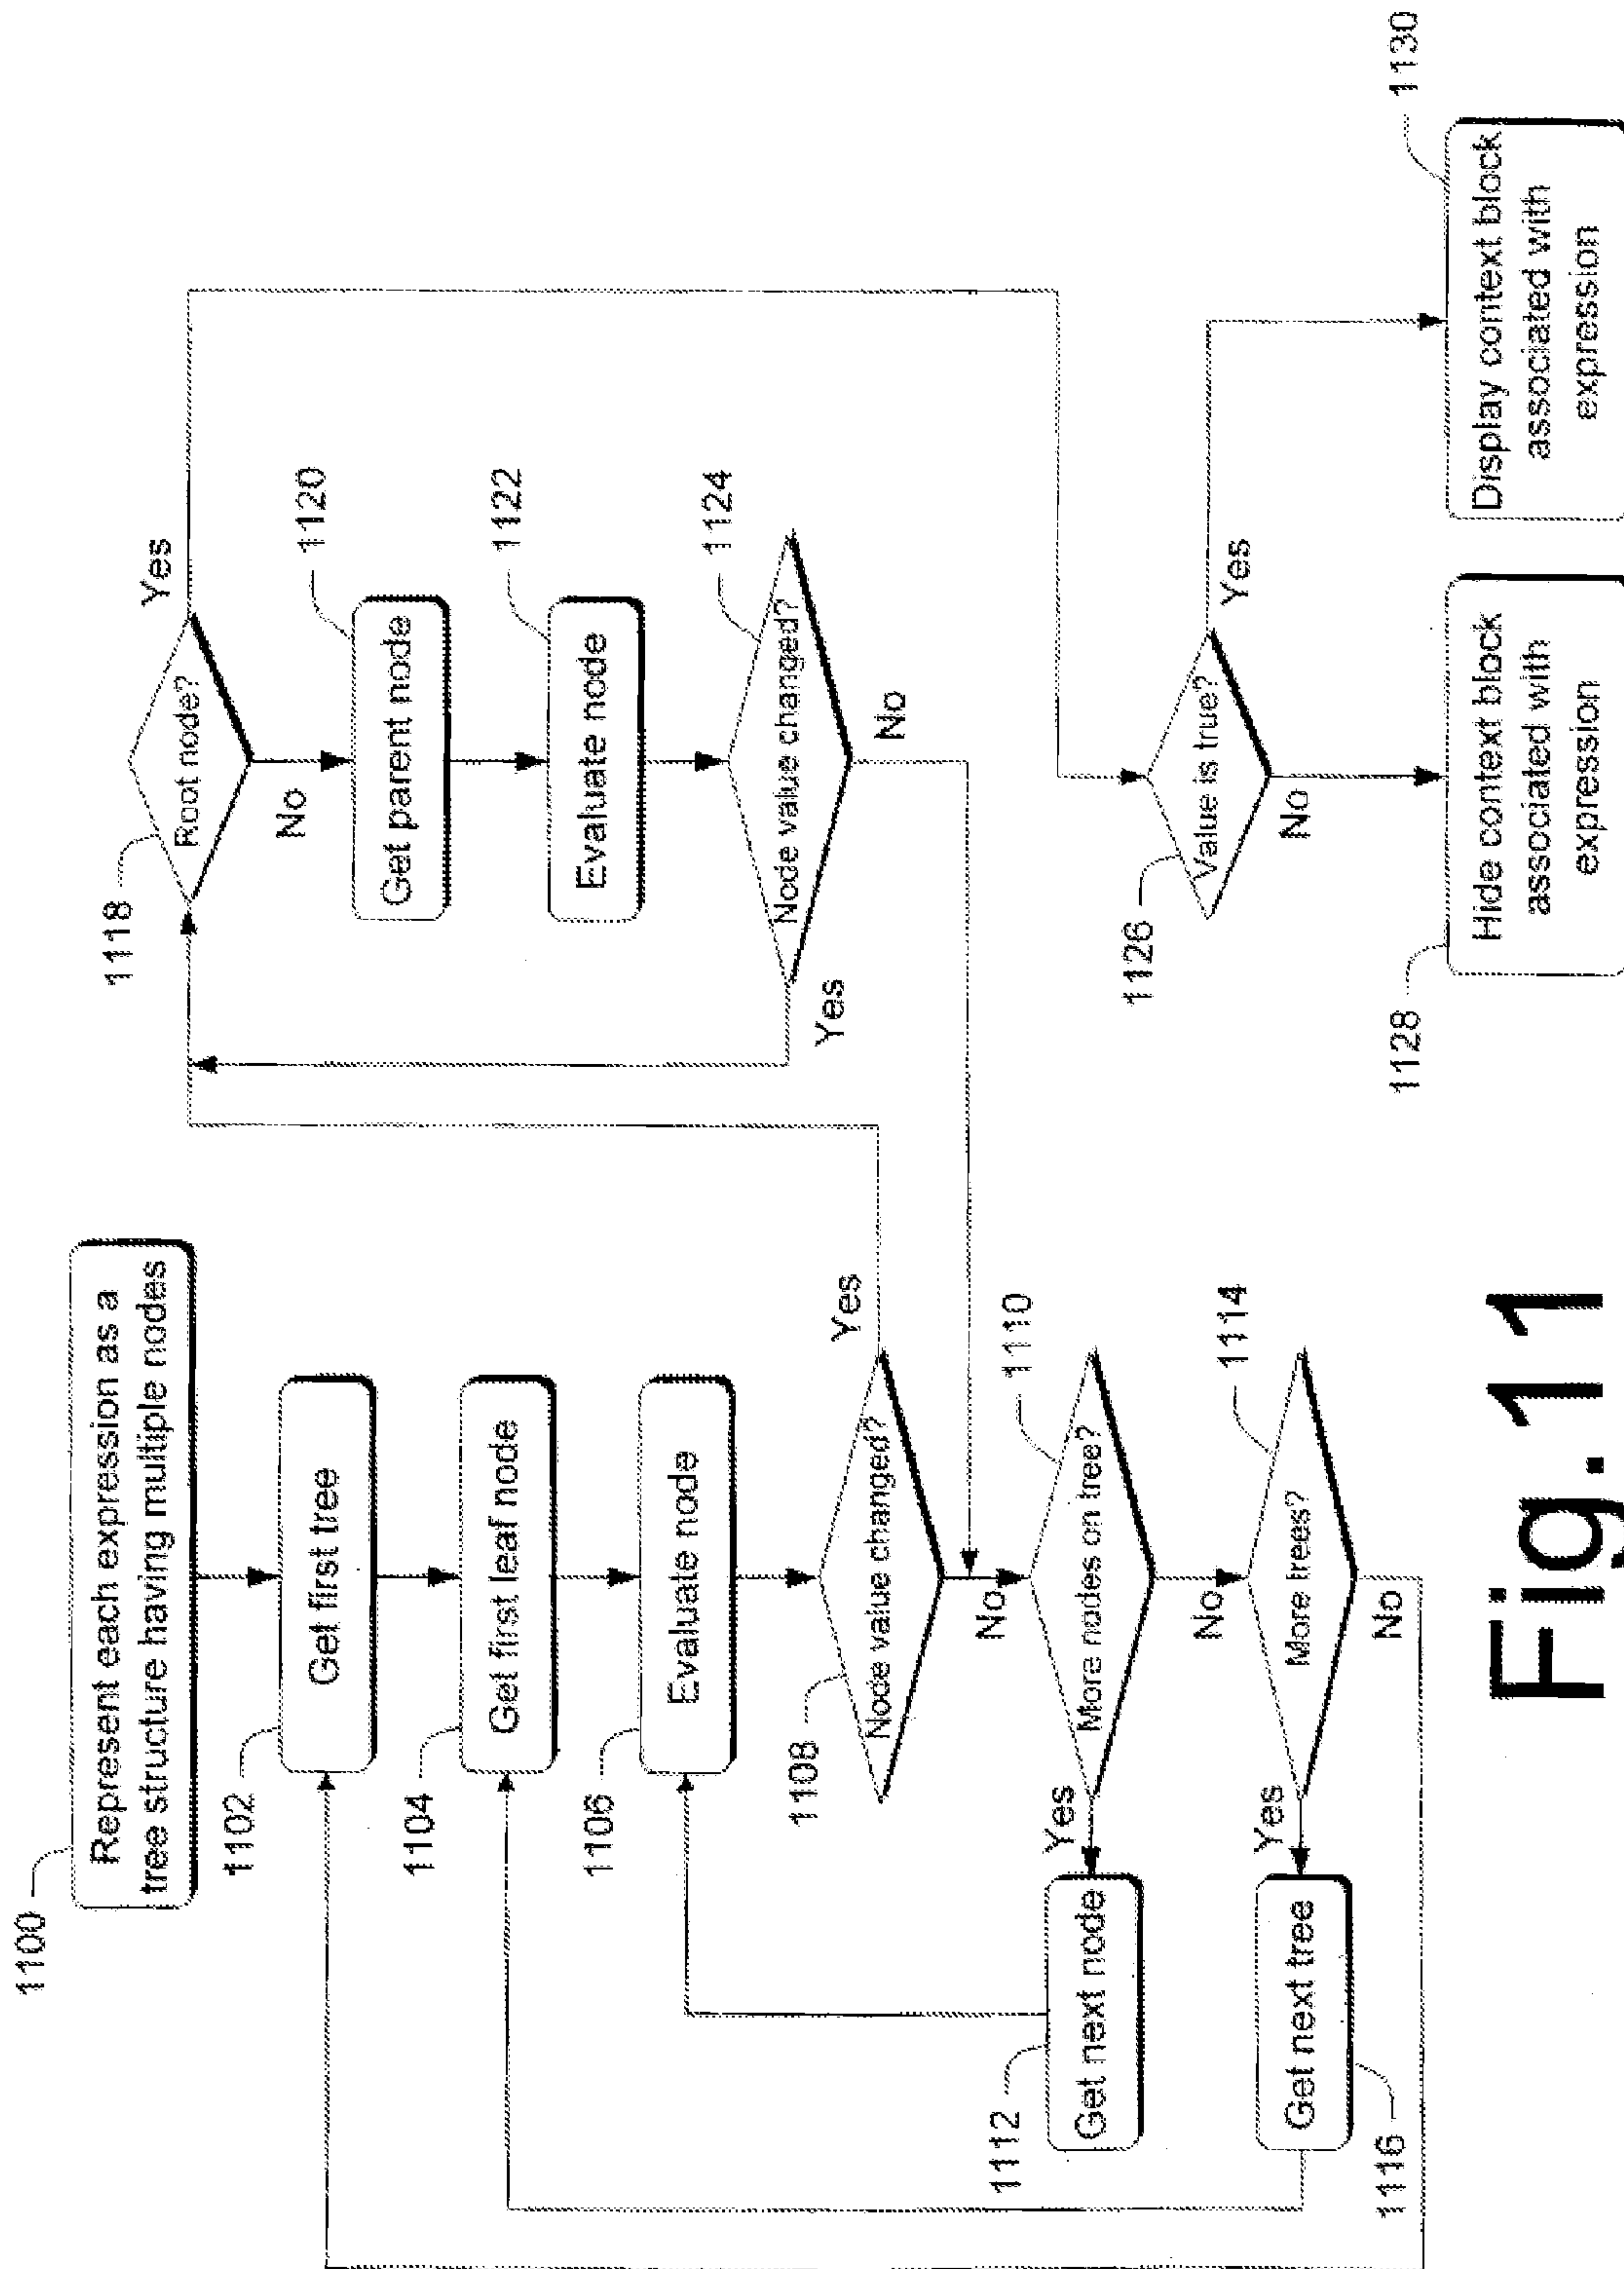 1100
Represent each expression as a
tree structure having multiple nodes
1102
Get first tree
1104
Get first leaf node
1106
Evaluate node
1108
Node value changed?
Yes
No
1110
More nodes on tree?
Yes
No
1112
Get next node
1114
More trees?
Yes
No
1116
Get next tree
1118
Root node?
Yes
No
1120
Get parent node
1122
Evaluate node
1124
Node value changed?
Yes
No
1126
Value is true?
Yes
No
1128
Hide context block
associated with
expression
1130
Display context block
associated with
expression
Fig. 11